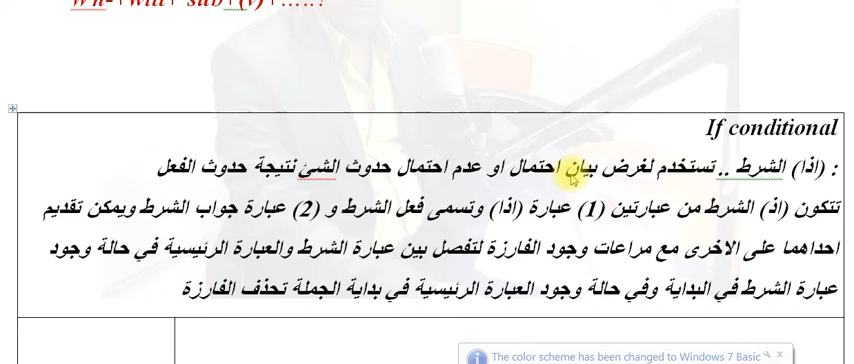 Wh-+will+ sub+(v)+.....?
If conditional
(اذا) الشرط .. تستخدم لغرض بيان احتمال او عدم احتمال حدوث الشئ نتيجة حدوث الفعل :
تتكون (اذ) الشرط من عبارتين (1) عبارة (اذا) وتسمى فعل الشرط و (2) عبارة جواب الشرط ويمكن تقديم
احداهما على الاخرى مع مراعات وجود الفارزة لتفصل بين عبارة الشرط والعبارة الرئيسية في حالة وجود
عبارة الشرط في البداية وفي حالة وجود العبارة الرئيسية في بداية الجملة تحذف الفارزة
The color scheme has been changed to Windows 7 Basic